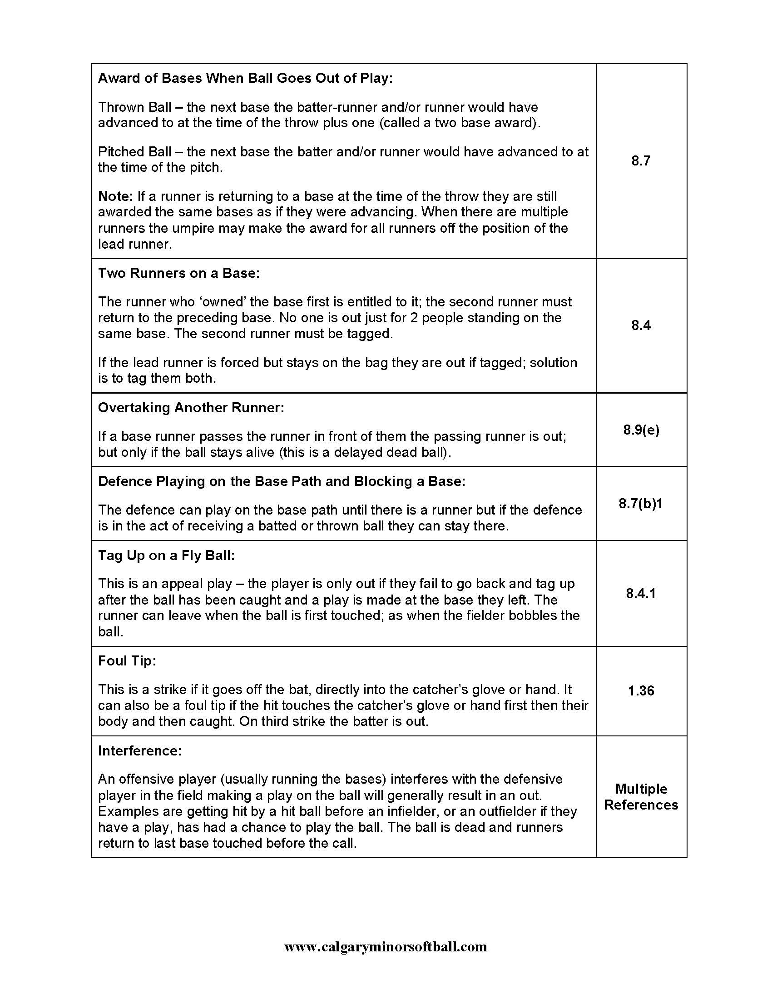 Award of Bases When Ball Goes Out of Play:
Thrown Ball – the next base the batter-runner and/or runner would have
advanced to at the time of the throw plus one (called a two base award).
Pitched Ball – the next base the batter and/or runner would have advanced to at
the time of the pitch.
Note: If a runner is returning to a base at the time of the throw they are still
awarded the same bases as if they were advancing. When there are multiple
runners the umpire may make the award for all runners off the position of the
lead runner.
8.7
Two Runners on a Base:
The runner who ‘owned’ the base first is entitled to it; the second runner must
return to the preceding base. No one is out just for 2 people standing on the
same base. The second runner must be tagged.
If the lead runner is forced but stays on the bag they are out if tagged; solution
is to tag them both.
8.4
Overtaking Another Runner:
If a base runner passes the runner in front of them the passing runner is out;
but only if the ball stays alive (this is a delayed dead ball).
8.9(e)
Defence Playing on the Base Path and Blocking a Base:
The defence can play on the base path until there is a runner but if the defence
is in the act of receiving a batted or thrown ball they can stay there.
8.7(b)1
Tag Up on a Fly Ball:
This is an appeal play – the player is only out if they fail to go back and tag up
after the ball has been caught and a play is made at the base they left. The
runner can leave when the ball is first touched; as when the fielder bobbles the
ball.
8.4.1
Foul Tip:
This is a strike if it goes off the bat, directly into the catcher’s glove or hand. It
can also be a foul tip if the hit touches the catcher’s glove or hand first then their
body and then caught. On third strike the batter is out.
1.36
Interference:
An offensive player (usually running the bases) interferes with the defensive
player in the field making a play on the ball will generally result in an out.
Examples are getting hit by a hit ball before an infielder, or an outfielder if they
have a play, has had a chance to play the ball. The ball is dead and runners
return to last base touched before the call.
Multiple
References
www.calgaryminorsoftball.com